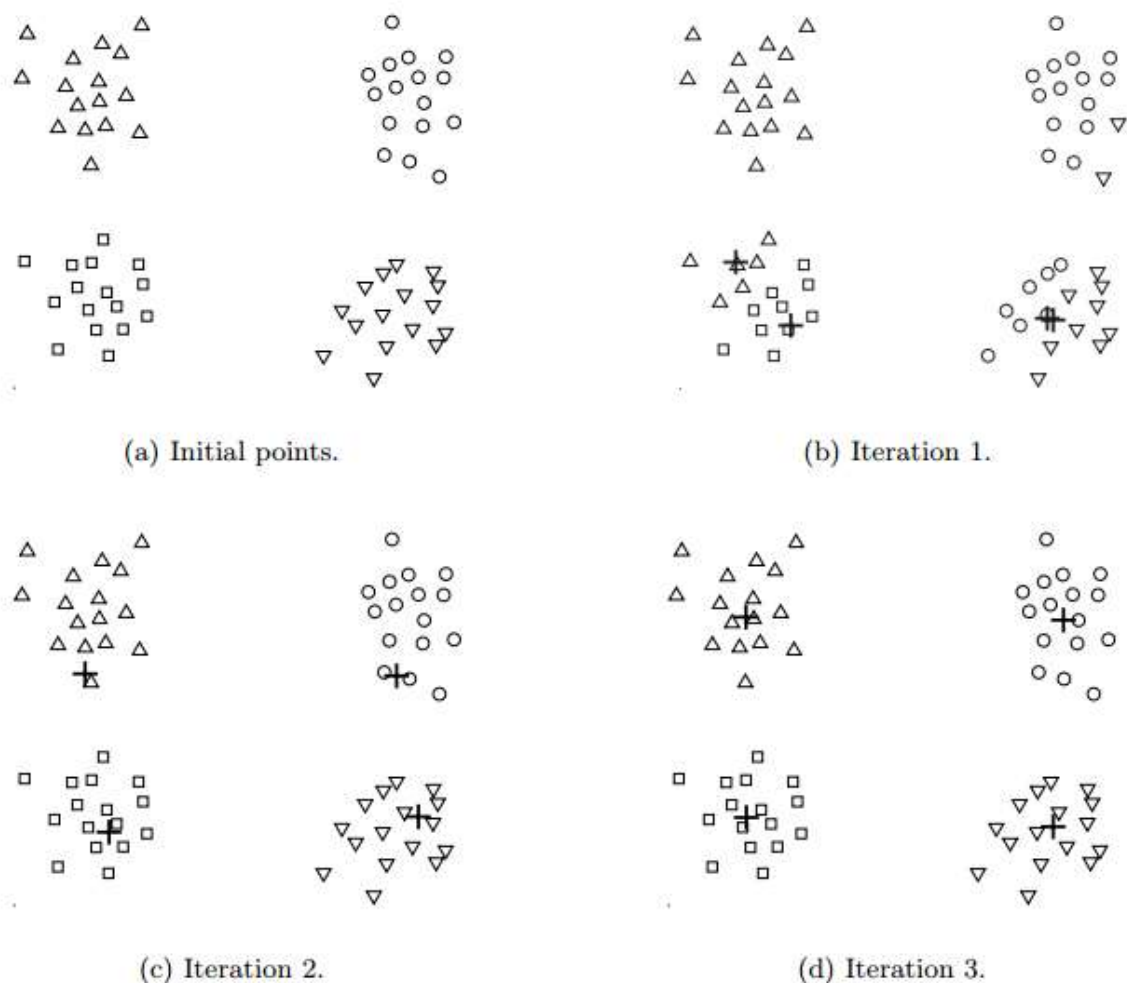 (a) Initial points.
(b) Iteration 1.
(c) Iteration 2.
(d) Iteration 3.